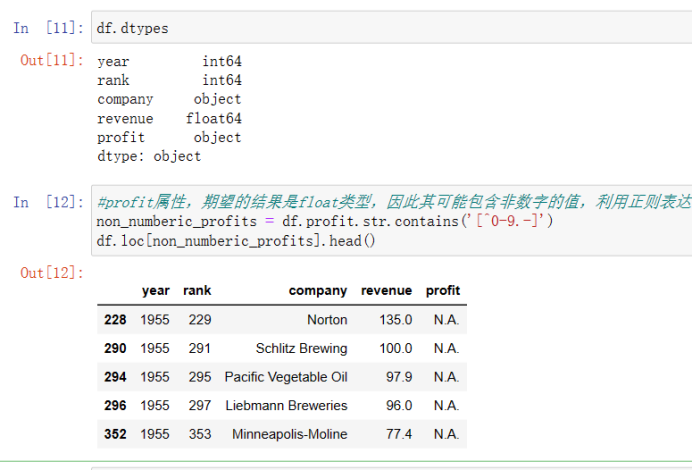 In [11]: df.dtypes
Out[11]: year int64
rank int64
company object
revenue float64
profit object
dtype: object
In [12]: #profit属性，期望的结果是float类型，因此其可能包含非数字的值，利用正则表达
non_numberic_profits = df.profit.str.contains('[^0-9.-]')
df.loc[non_numberic_profits].head()
Out[12]:
year rank company revenue profit
228 1955 229 Norton 135.0 N.A.
290 1955 291 Schlitz Brewing 100.0 N.A.
294 1955 295 Pacific Vegetable Oil 97.9 N.A.
296 1955 297 Liebmann Breweries 96.0 N.A.
352 1955 353 Minneapolis-Moline 77.4 N.A.